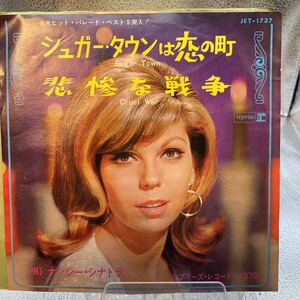 全米ヒット・パレード・ベスト5突入!
JET-1737
シュガー・タウンは恋の町
Sugar Town
悲惨な戦争
Cruel War
reprise
唄) ナンシー・シナトラ
リプリーズ・レコード
¥370